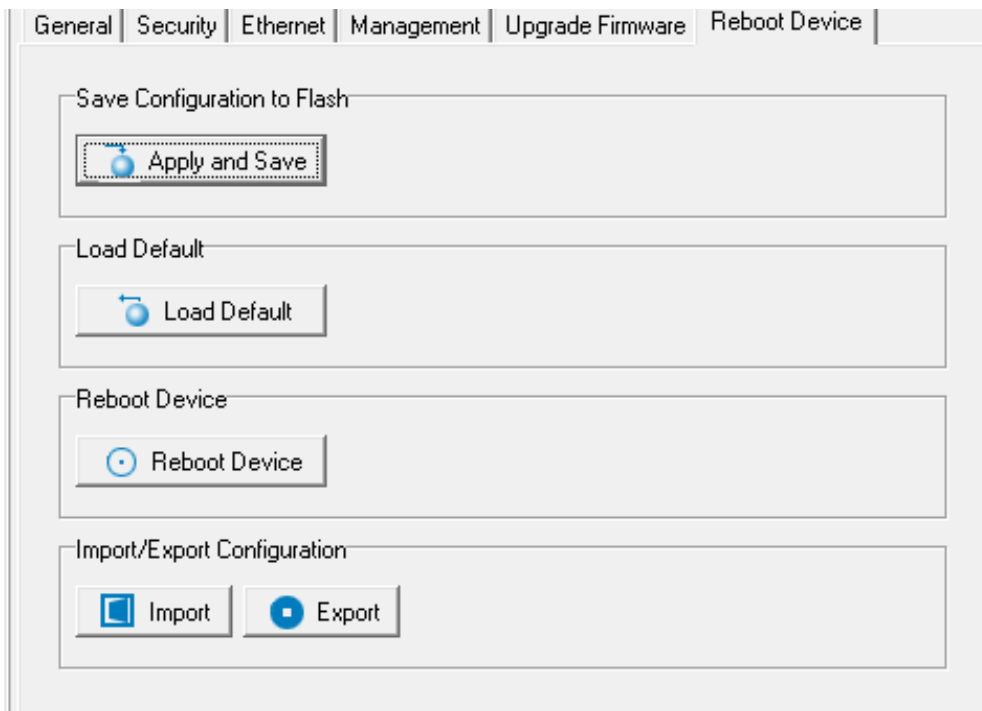 General Security Ethernet Management Upgrade Firmware Reboot Device
Save Configuration to Flash
Apply and Save
Load Default
Load Default
Reboot Device
Reboot Device
Import/Export Configuration
Import Export